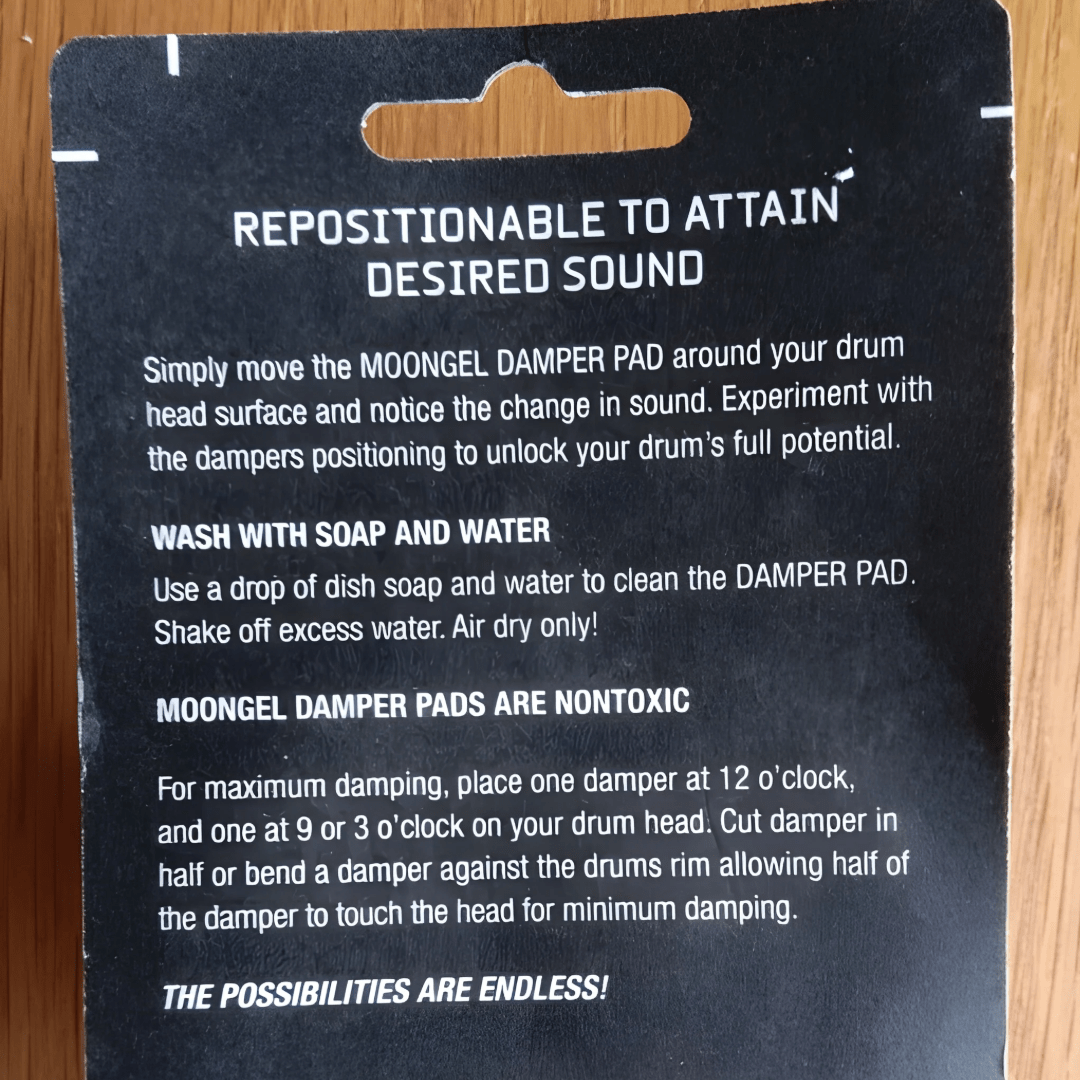 REPOSITIONABLE TO ATTAIN
DESIRED SOUND
Simply move the MOONGEL DAMPER PAD around your drum
head surface and notice the change in sound. Experiment with
the dampers positioning to unlock your drum's full potential.
WASH WITH SOAP AND WATER
Use a drop of dish soap and water to clean the DAMPER PAD.
Shake off excess water. Air dry only!
MOONGEL DAMPER PADS ARE NONTOXIC
For maximum damping, place one damper at 12 o'clock,
and one at 9 or 3 o'clock on your drum head. Cut damper in
half or bend a damper against the drums rim allowing half of
the damper to touch the head for minimum damping.
THE POSSIBILITIES ARE ENDLESS!